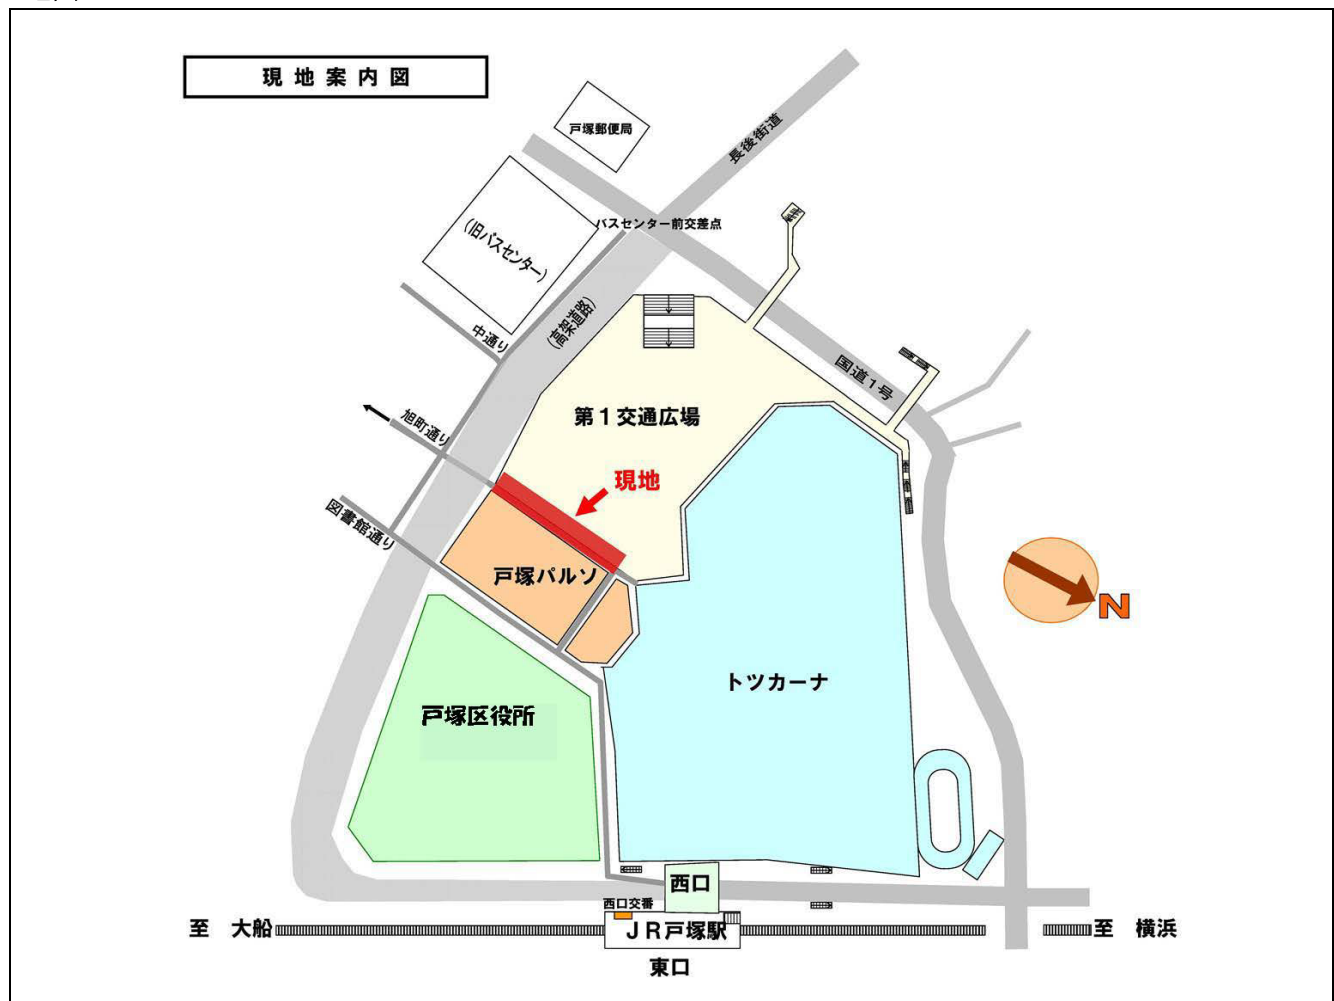 現地案内図
戸塚郵便局
長後街道
バスセンター前交差点
(旧バスセンター)
(高架道路)
中通り
国道1号
旭町通り
第1交通広場
現地
図書館通り
戸塚パルソ
N
トツカーナ
戸塚区役所
西口
西口交番
至 大船
JR戸塚駅
至 横浜
東口